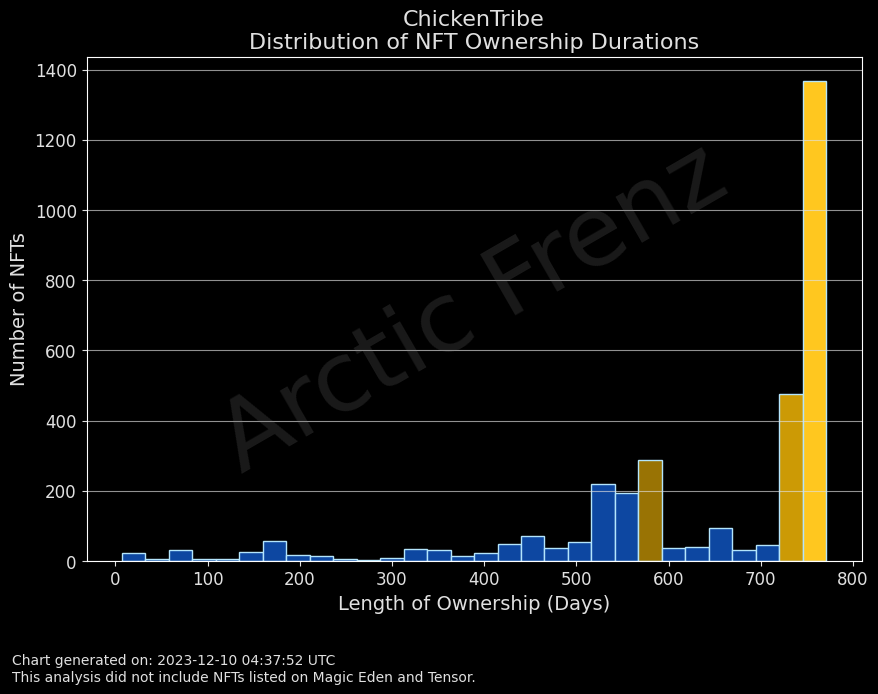 ChickenTribe
Distribution of NFT Ownership Durations
1400
1200
1000
800
600
400
200
0
Number of NFTs
Arctic Frenz
0 100 200 300 400 500 600 700 800
Length of Ownership (Days)
Chart generated on: 2023-12-10 04:37:52 UTC
This analysis did not include NFTs listed on Magic Eden and Tensor.